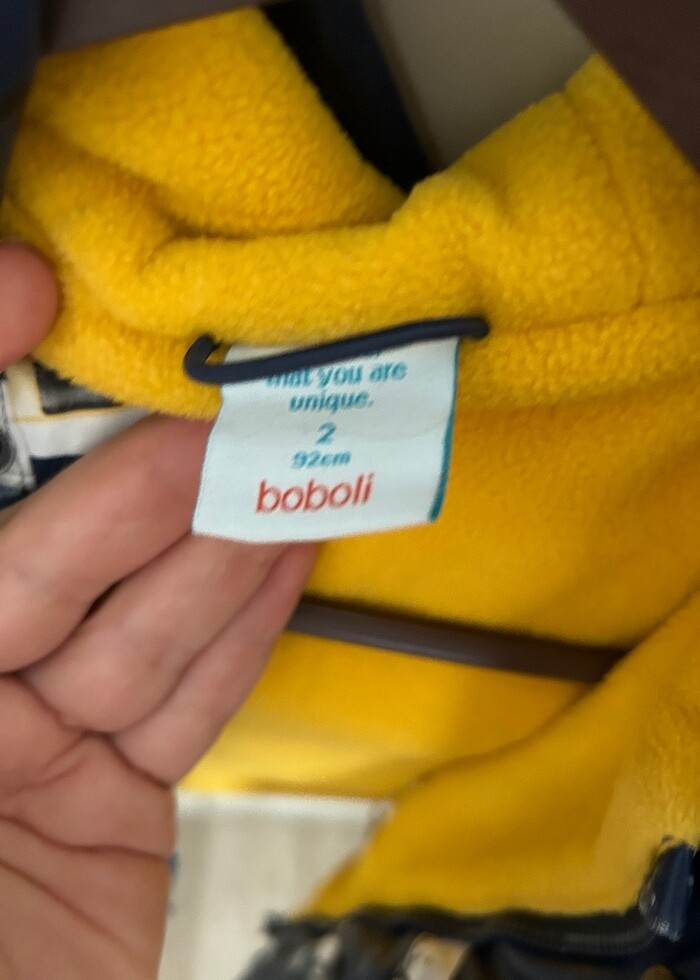 that you are
unique.
2
92cm
boboli